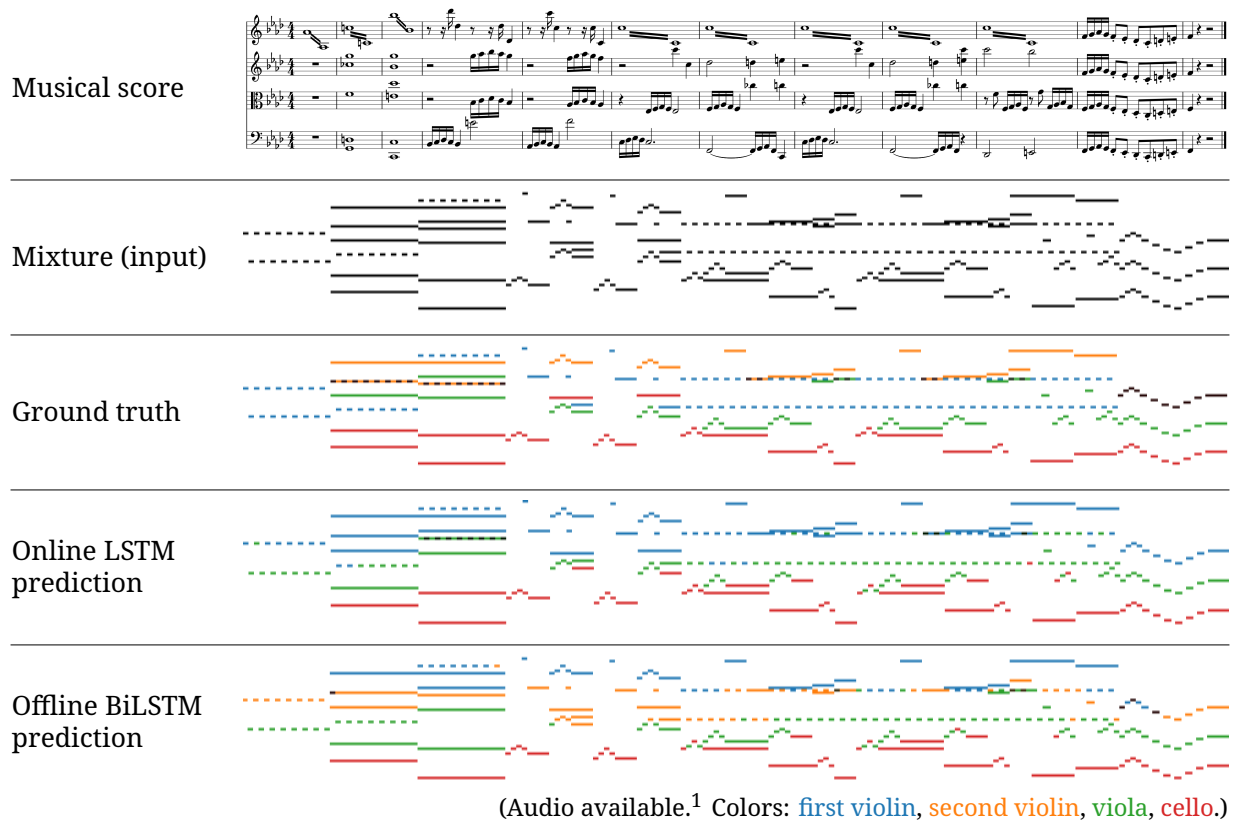 Musical score
Mixture (input)
Ground truth
Online LSTM
prediction
Offline BiLSTM
prediction
(Audio available.1 Colors: first violin, second violin, viola, cello.)